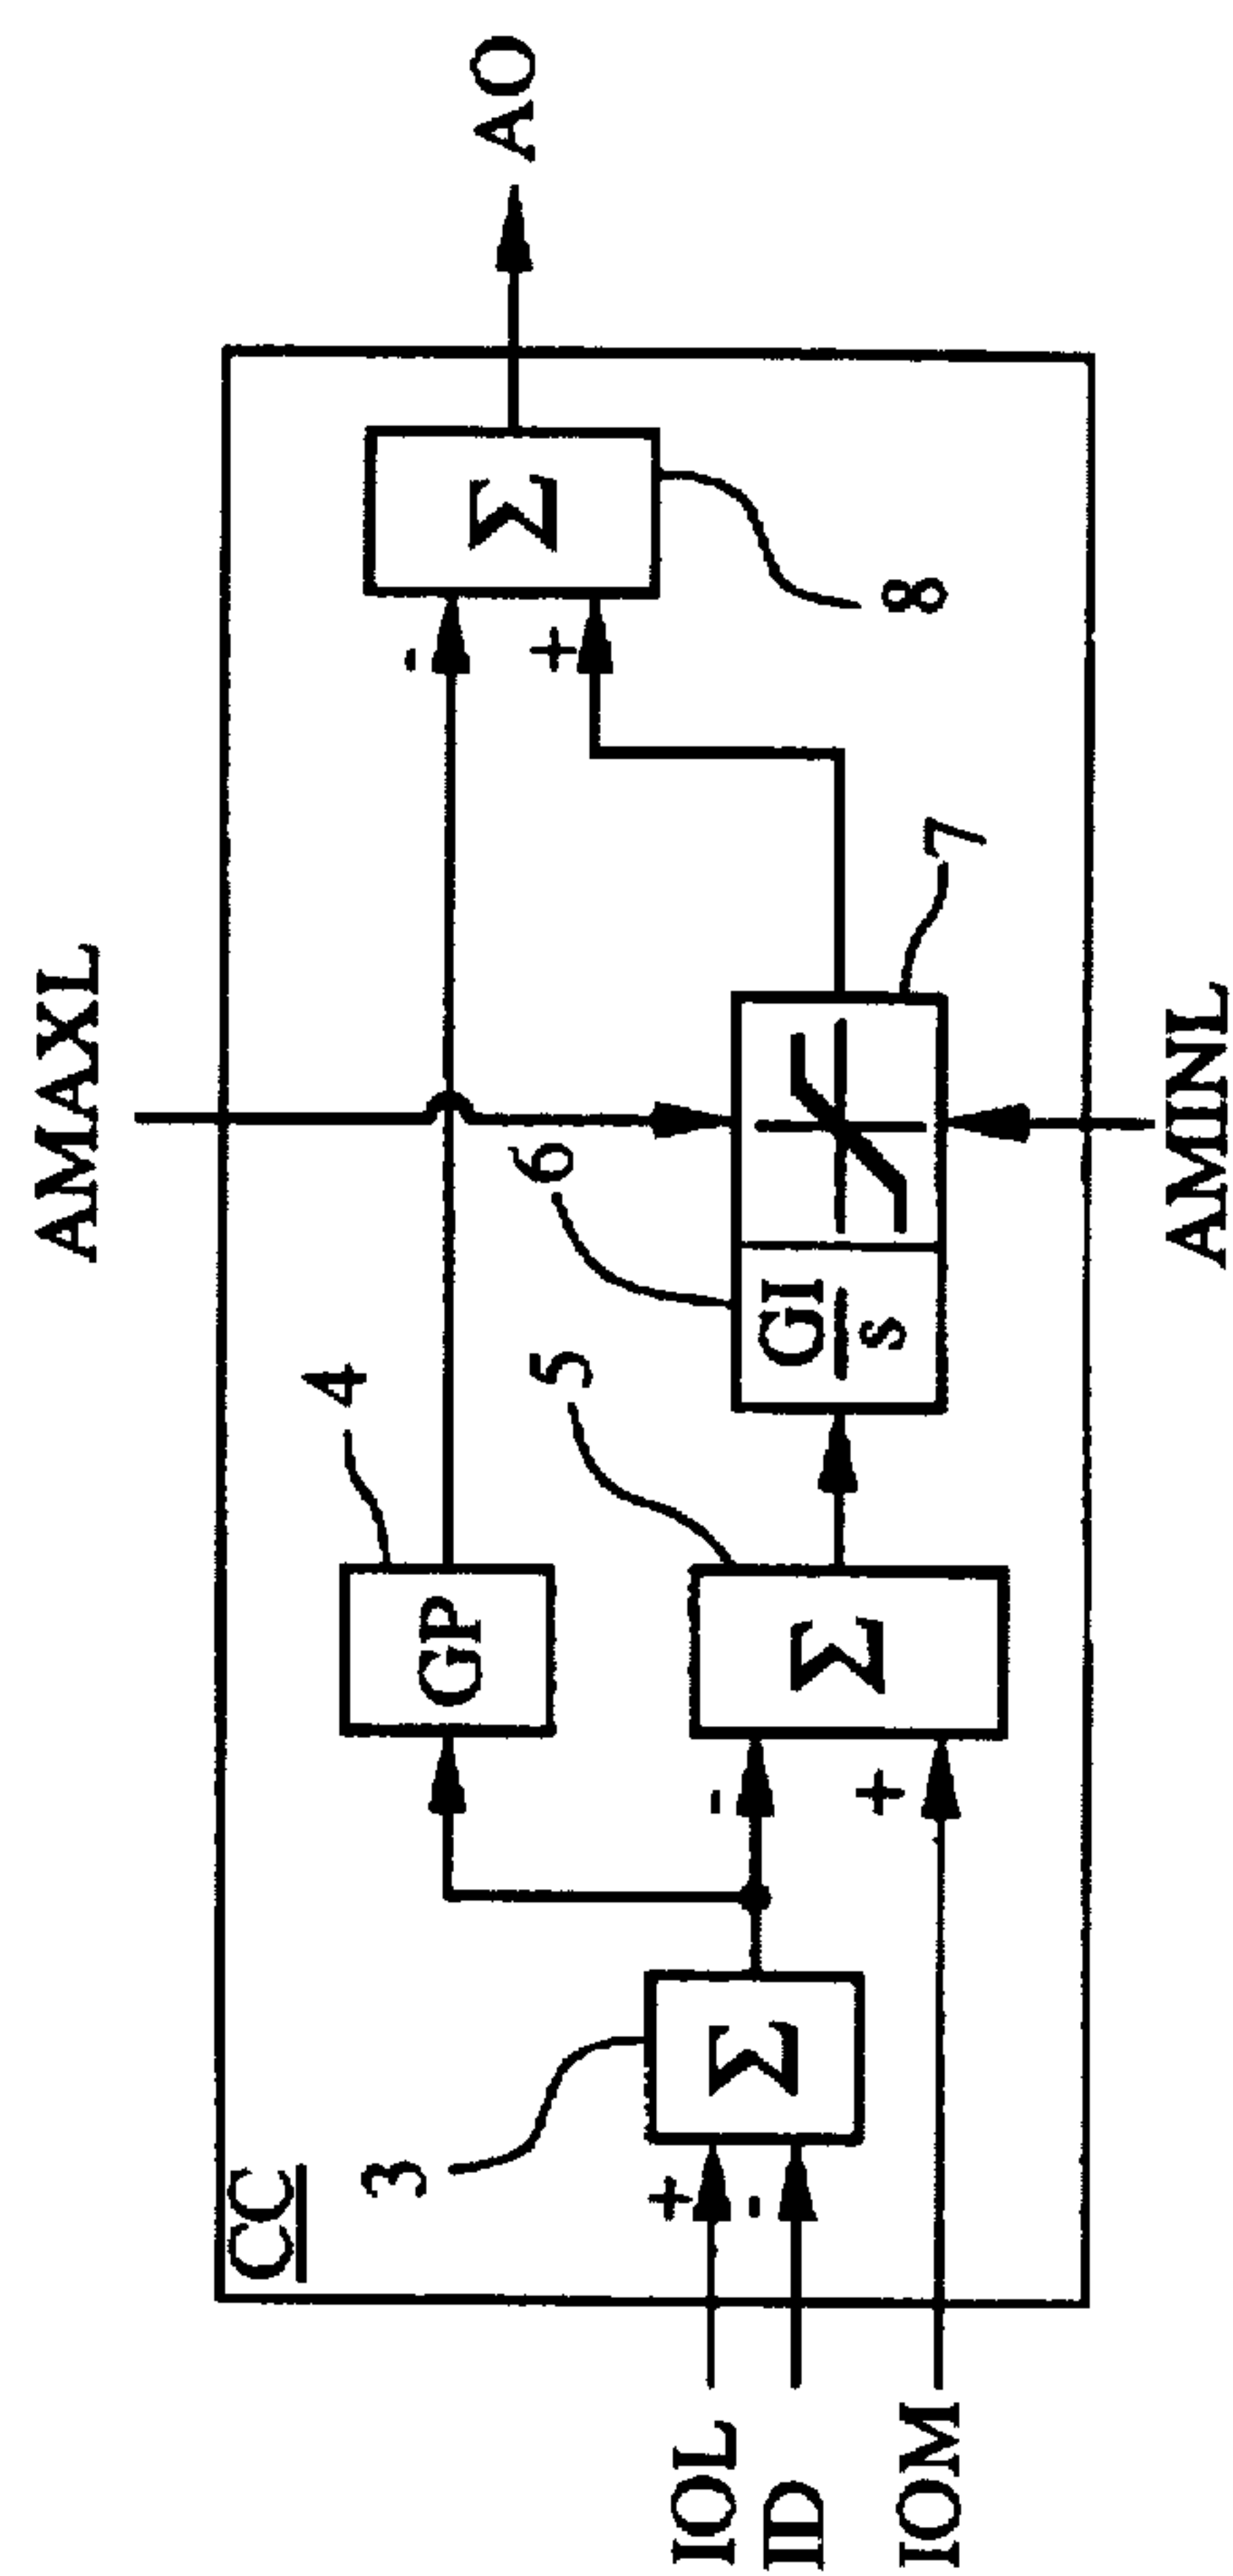 AMAXL
CC
4
GP
6
-
Σ
AO
3
+
-
Σ
-
+
5
Σ
GI
s
7
+
8
IOL
ID
IOM
AMINL